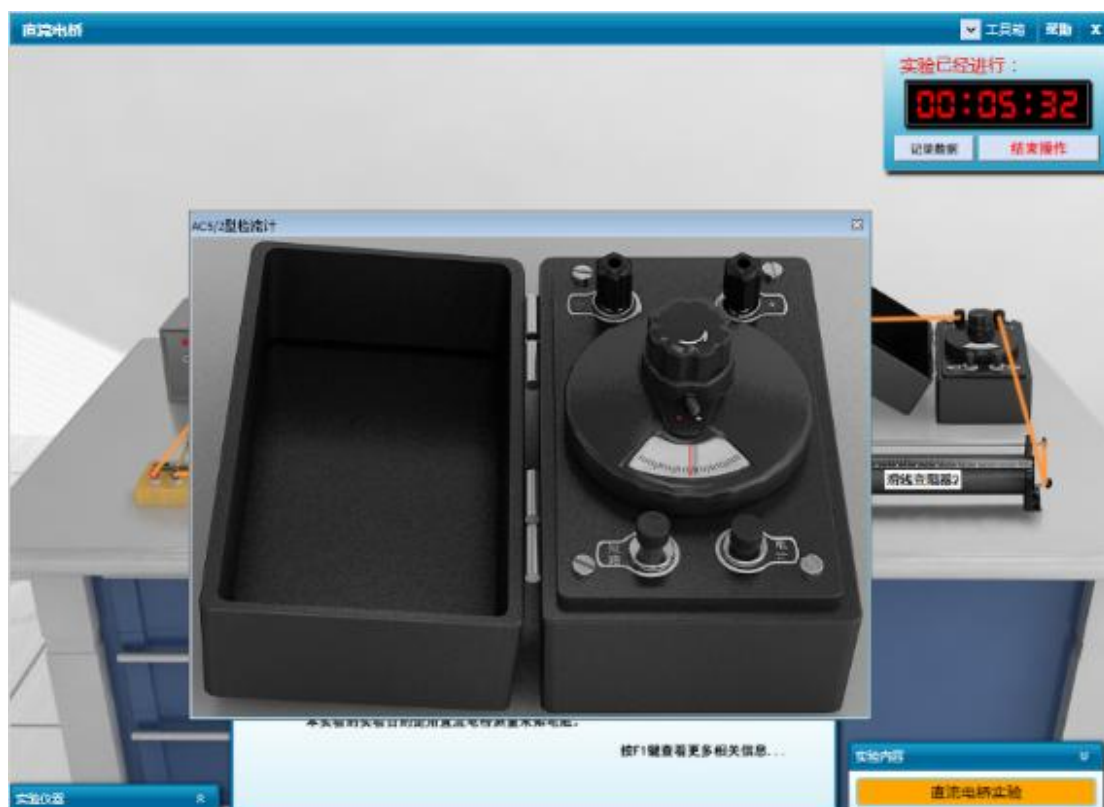 直流电桥
工具箱 帮助 X
实验已经进行：
00:05:32
记录数据 结束操作
AC5/2型检流计
短路
电计
滑线变阻器2
本实验的实验目的是用直流电桥测量未知电阻。
按F1键查看更多相关信息...
实验内容
直流电桥实验
实验仪器